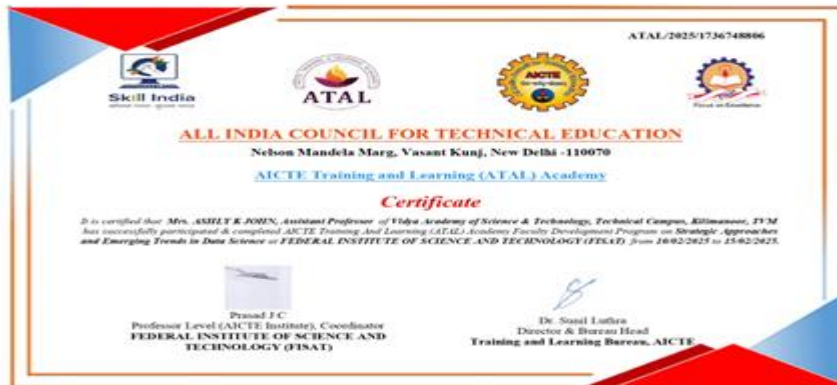 ATAL/2025/1736748806
Skill India
ATAL
AICTE
Focus on Excellence
ALL INDIA COUNCIL FOR TECHNICAL EDUCATION
Nelson Mandela Marg, Vasant Kunj, New Delhi -110070
AICTE Training and Learning (ATAL) Academy
Certificate
It is certified that Mrs. ASHLY K JOHN, Assistant Professor of Vidya Academy of Science & Technology, Technical Campus, Kilimanoor, TVM
has successfully participated & completed AICTE Training And Learning (ATAL) Academy Faculty Development Program on Strategic Approaches
and Emerging Trends in Data Science at FEDERAL INSTITUTE OF SCIENCE AND TECHNOLOGY (FISAT) from 10/02/2025 to 15/02/2025.
Prasad J C
Professor Level (AICTE Institute), Coordinator
FEDERAL INSTITUTE OF SCIENCE AND
TECHNOLOGY (FISAT)
Dr. Sunil Luthra
Director & Bureau Head
Training and Learning Bureau, AICTE